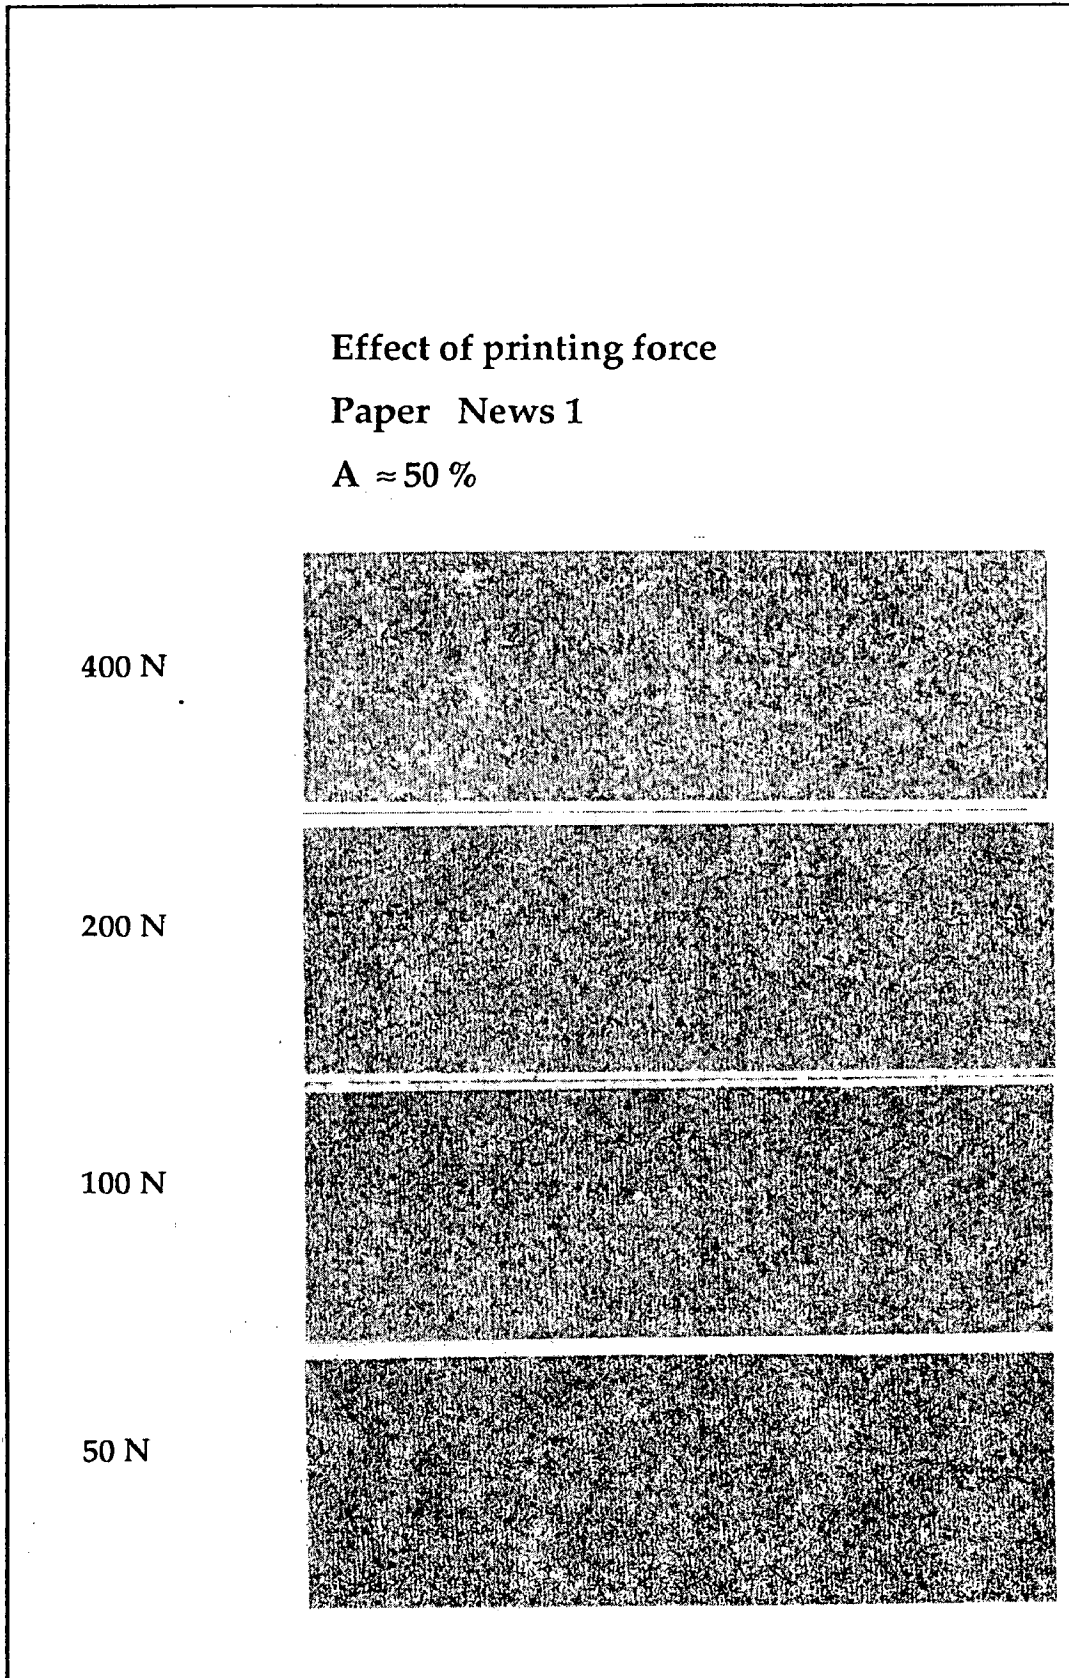 Effect of printing force
Paper News 1
A ≈ 50 %
400 N
200 N
100 N
50 N